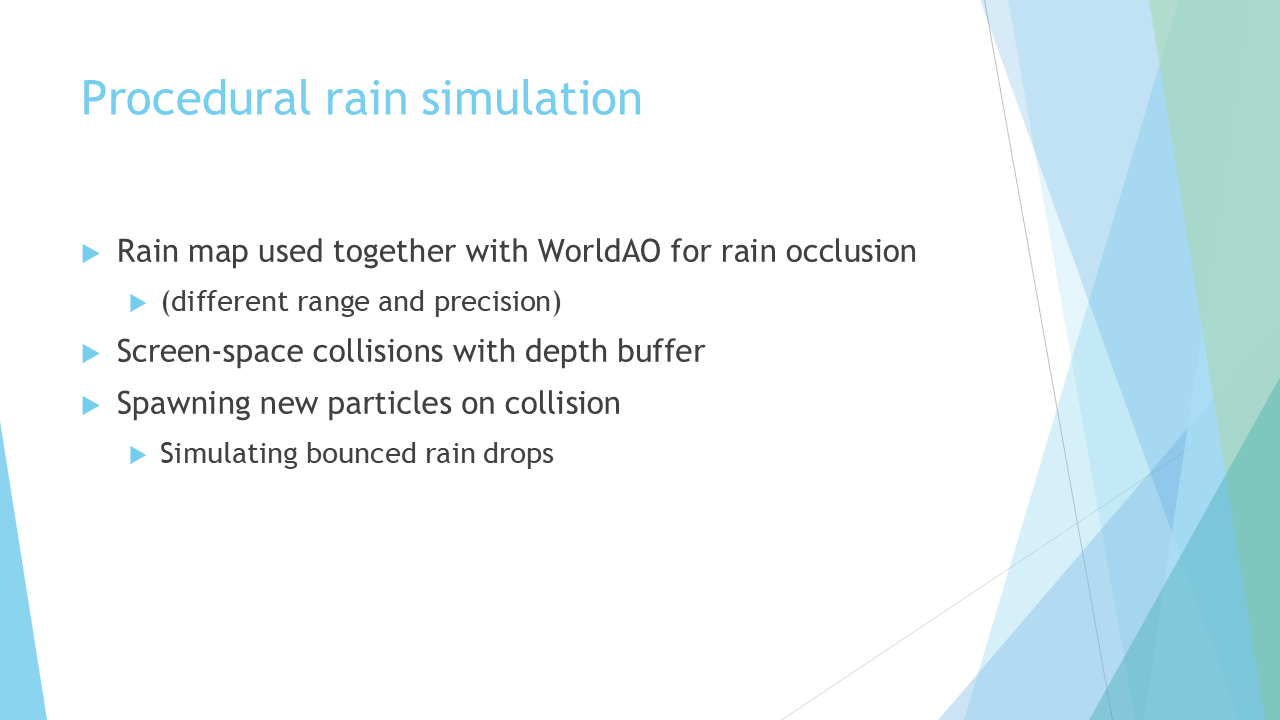 Procedural rain simulation
Rain map used together with WorldAO for rain occlusion
(different range and precision)
Screen-space collisions with depth buffer
Spawning new particles on collision
Simulating bounced rain drops